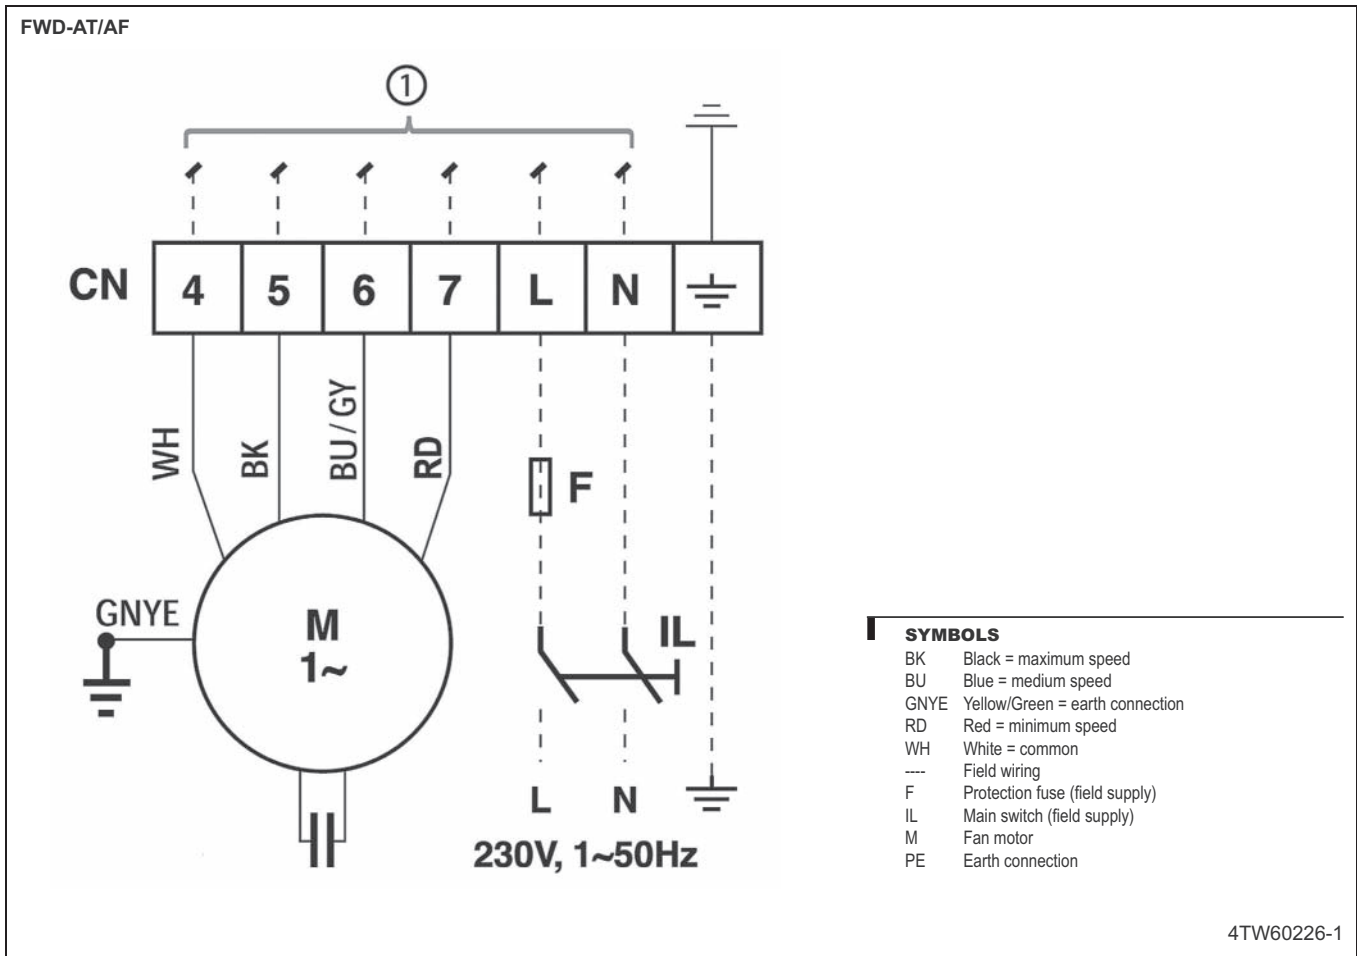 FWD-AT/AF
1
CN 4 5 6 7 L N
WH BK BU / GY RD
F
GNYE
M
1~
IL
L N
230V, 1~50Hz
SYMBOLS
BK Black = maximum speed
BU Blue = medium speed
GNYE Yellow/Green = earth connection
RD Red = minimum speed
WH White = common
---- Field wiring
F Protection fuse (field supply)
IL Main switch (field supply)
M Fan motor
PE Earth connection
4TW60226-1